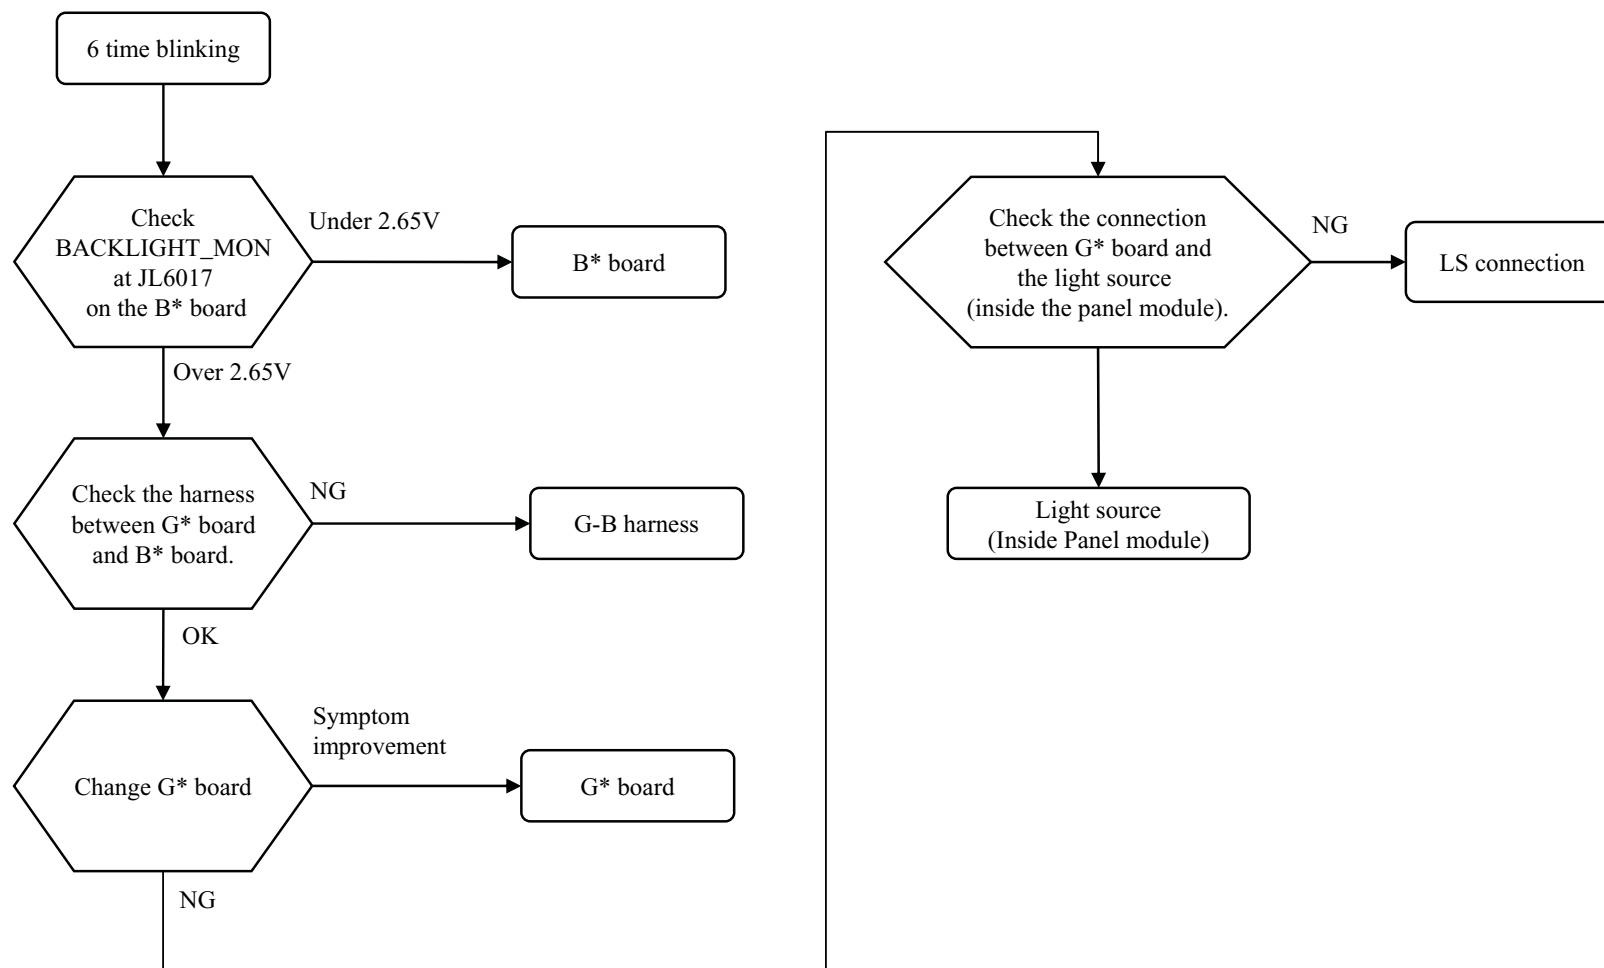 6 time blinking
Check
BACKLIGHT_MON
at JL6017
on the B* board
Under 2.65V
B* board
Over 2.65V
Check the harness
between G* board
and B* board.
NG
G-B harness
OK
Change G* board
Symptom
improvement
G* board
NG
Check the connection
between G* board and
the light source
(inside the panel module).
NG
LS connection
Light source
(Inside Panel module)